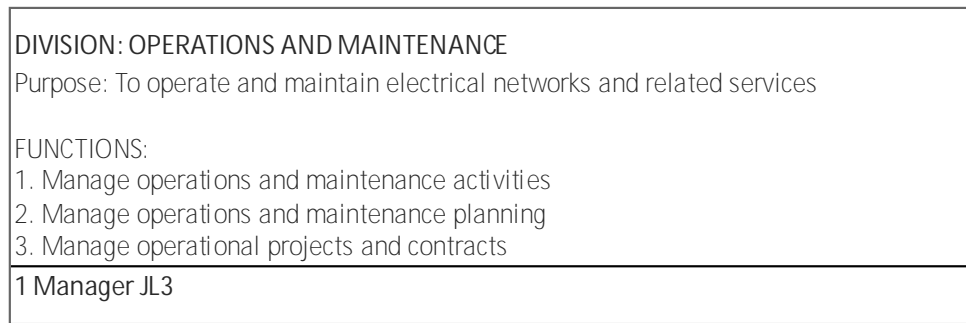 DIVISION: OPERATIONS AND MAINTENANCE
Purpose: To operate and maintain electrical networks and related services
FUNCTIONS:
1. Manage operations and maintenance activities
2. Manage operations and maintenance planning
3. Manage operational projects and contracts
1 Manager JL3